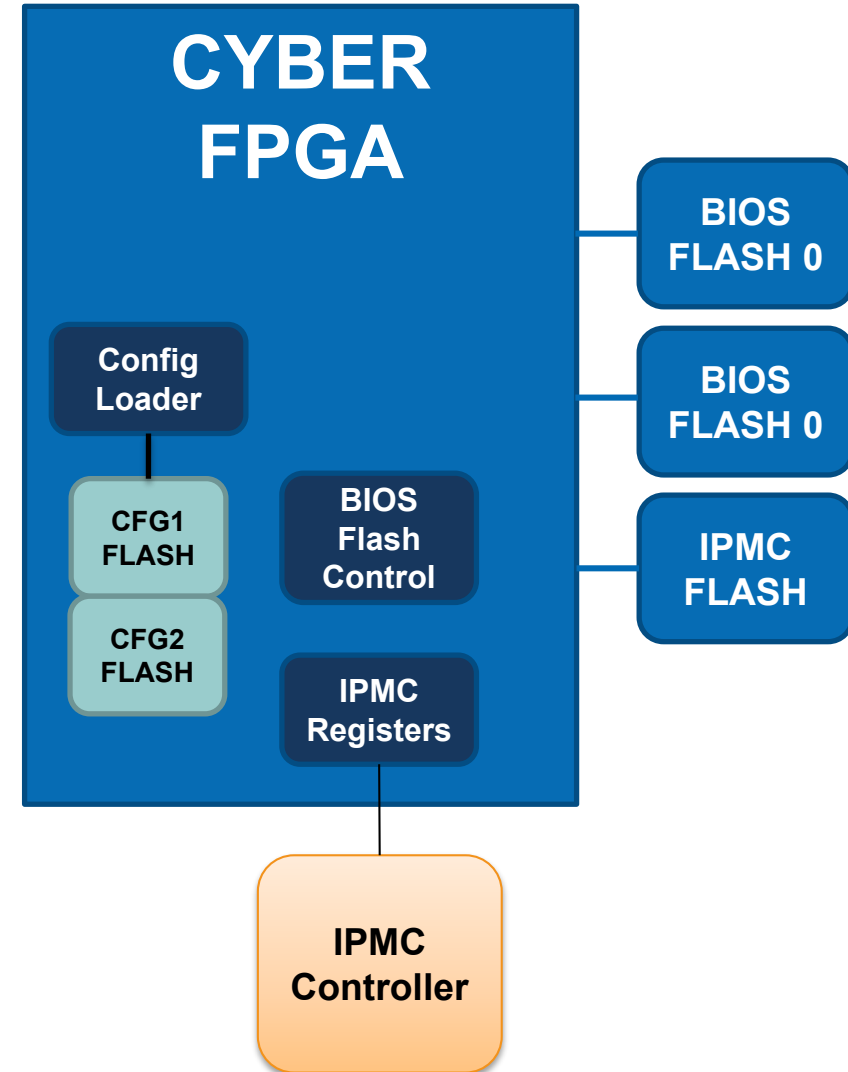 CYBER
FPGA
BIOS
FLASH 0
Config
Loader
BIOS
FLASH 0
CFG1
FLASH
BIOS
Flash
Control
IPMC
FLASH
CFG2
FLASH
IPMC
Registers
IPMC
Controller